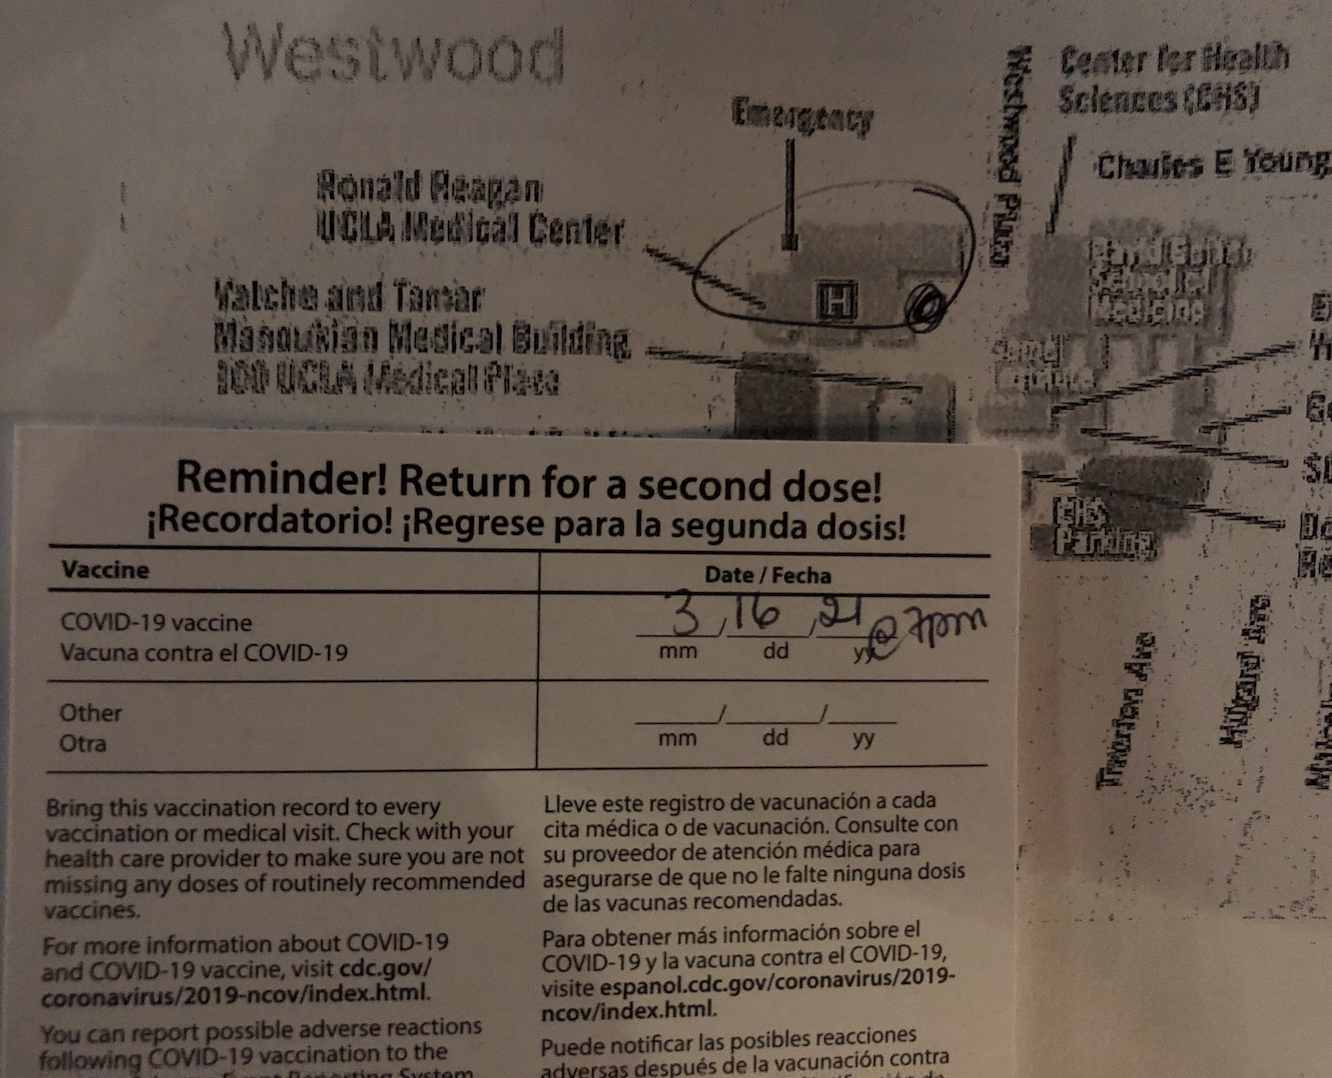 Westwood
Emergency
Ronald Reagan
UCLA Medical Center
Center for Health
Sciences (CHS)
Charles E Young
Valche and Tamar
Manoukian Medical Building
100 UCLA Medical Plaza
H
CHS
Parking
Tiverton Ave
Hilgard Ave
Reminder! Return for a second dose!
¡Recordatorio! ¡Regrese para la segunda dosis!
Vaccine
Date / Fecha
COVID-19 vaccine
Vacuna contra el COVID-19
3 / 16 / 21 @ 7pm
mm dd yy
Other
Otra
/ /
mm dd yy
Bring this vaccination record to every
vaccination or medical visit. Check with your
health care provider to make sure you are not
missing any doses of routinely recommended
vaccines.
For more information about COVID-19
and COVID-19 vaccine, visit cdc.gov/
coronavirus/2019-ncov/index.html.
You can report possible adverse reactions
following COVID-19 vaccination to the
Lleve este registro de vacunación a cada
cita médica o de vacunación. Consulte con
su proveedor de atención médica para
asegurarse de que no le falte ninguna dosis
de las vacunas recomendadas.
Para obtener más información sobre el
COVID-19 y la vacuna contra el COVID-19,
visite espanol.cdc.gov/coronavirus/2019-
ncov/index.html.
Puede notificar las posibles reacciones
adversas después de la vacunación contra